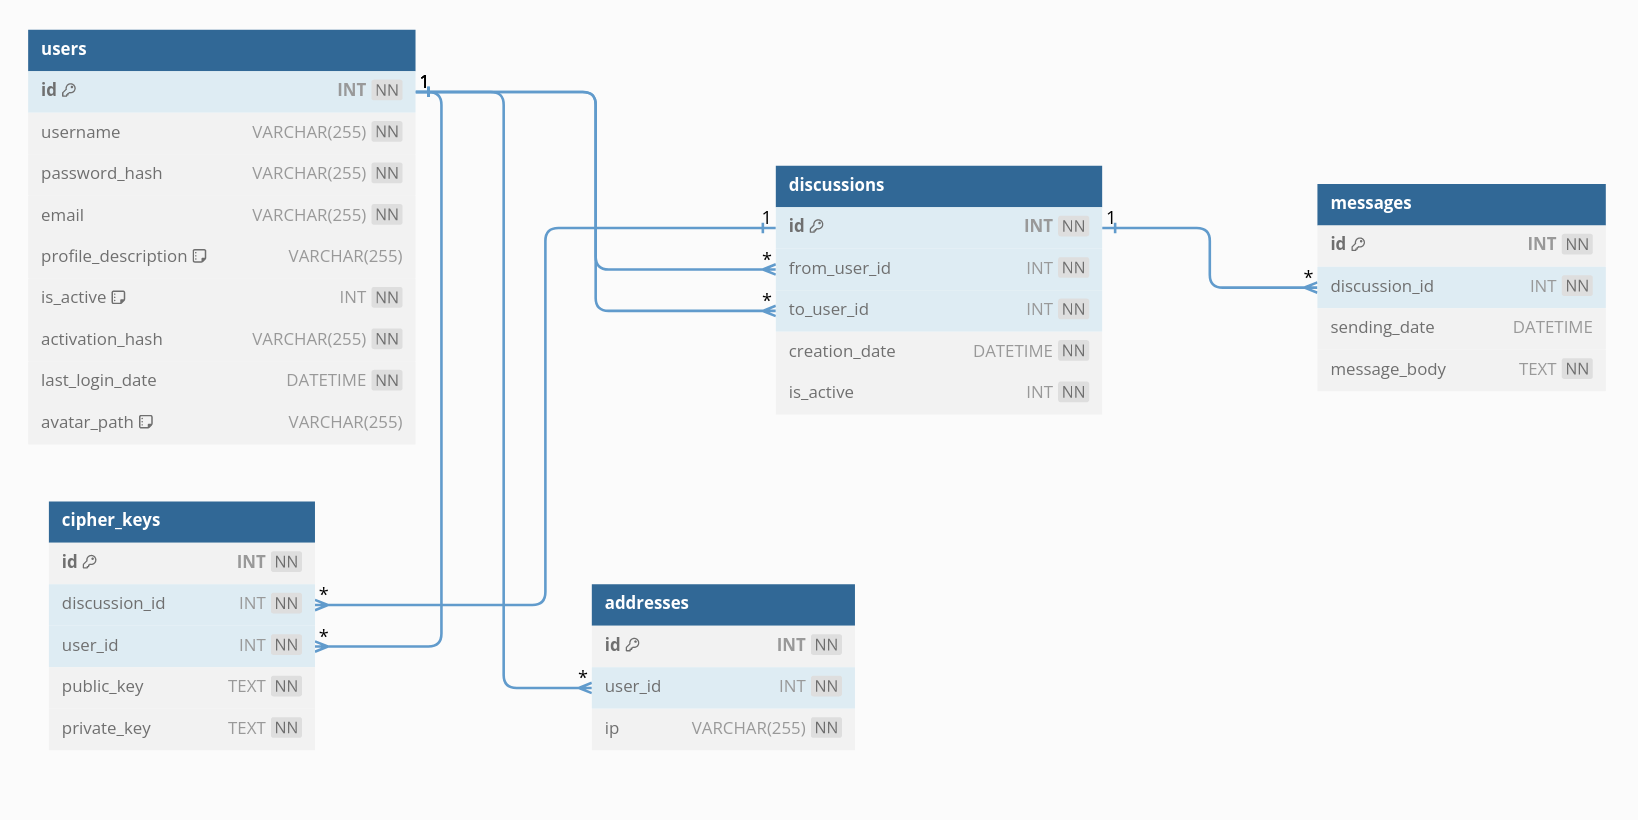 users
id INT NN
username VARCHAR(255) NN
password_hash VARCHAR(255) NN
email VARCHAR(255) NN
profile_description VARCHAR(255)
is_active INT NN
activation_hash VARCHAR(255) NN
last_login_date DATETIME NN
avatar_path VARCHAR(255)
1
discussions
1 id INT NN 1
* from_user_id INT NN
* to_user_id INT NN
creation_date DATETIME NN
is_active INT NN
messages
id INT NN
* discussion_id INT NN
sending_date DATETIME
message_body TEXT NN
cipher_keys
id INT NN
discussion_id INT NN *
user_id INT NN *
public_key TEXT NN
private_key TEXT NN
addresses
id INT NN
* user_id INT NN
ip VARCHAR(255) NN